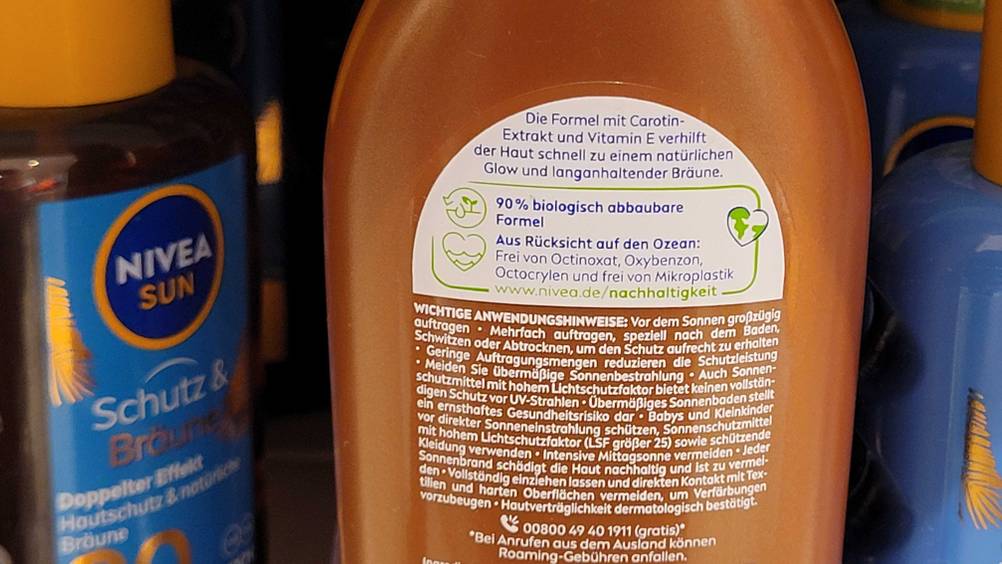 NIVEA
SUN
Schutz &
Bräune
Doppelter Effekt
Hautschutz & natürliche
Bräune
Die Formel mit Carotin-
Extrakt und Vitamin E verhilft
der Haut schnell zu einem natürlichen
Glow und langanhaltender Bräune.
90% biologisch abbaubare
Formel
Aus Rücksicht auf den Ozean:
Frei von Octinoxat, Oxybenzon,
Octocrylen und frei von Mikroplastik
www.nivea.de/nachhaltigkeit
WICHTIGE ANWENDUNGSHINWEISE: Vor dem Sonnen großzügig
auftragen • Mehrfach auftragen, speziell nach dem Baden,
Schwitzen oder Abtrocknen, um den Schutz aufrecht zu erhalten
• Geringe Auftragungsmengen reduzieren die Schutzleistung
• Meiden Sie übermäßige Sonnenbestrahlung • Auch Sonnen-
schutzmittel mit hohem Lichtschutzfaktor bietet keinen vollstän-
digen Schutz vor UV-Strahlen • Übermäßiges Sonnenbaden stellt
ein ernsthaftes Gesundheitsrisiko dar • Babys und Kleinkinder
vor direkter Sonneneinstrahlung schützen, Sonnenschutzmittel
mit hohem Lichtschutzfaktor (LSF größer 25) sowie schützende
Kleidung verwenden • Intensive Mittagsonne vermeiden • Jeder
Sonnenbrand schädigt die Haut nachhaltig und ist zu vermei-
den • Vollständig einziehen lassen und direkten Kontakt mit Tex-
tilien und harten Oberflächen vermeiden, um Verfärbungen
vorzubeugen • Hautverträglichkeit dermatologisch bestätigt.
00800 49 40 1911 (gratis)*
*Bei Anrufen aus dem Ausland können
Roaming-Gebühren anfallen.